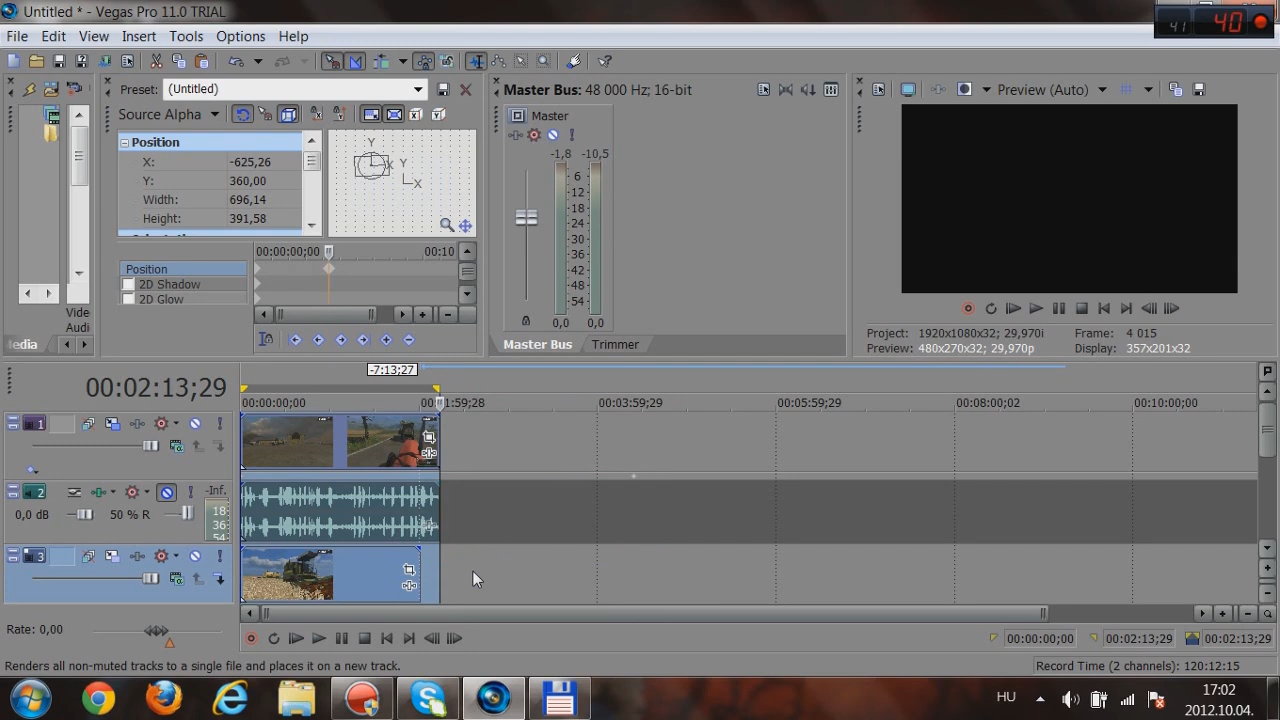 Untitled * - Vegas Pro 11.0 TRIAL
41 40
File Edit View Insert Tools Options Help
Preset: (Untitled)
Source Alpha
Position
X: -625,26
Y: 360,00
Width: 696,14
Height: 391,58
Y
X Y
X
00:00:00;00 00:10
Position
2D Shadow
2D Glow
Vide
Audi
edia
Master Bus: 48 000 Hz; 16-bit
Master
-1,8 -10,5
6
12
18
24
30
36
42
48
54
0,0 0,0
Master Bus Trimmer
Preview (Auto)
Project: 1920x1080x32; 29,970i Frame: 4 015
Preview: 480x270x32; 29,970p Display: 357x201x32
-7:13;27
00:02:13;29
00:00:00;00 00:01:59;28 00:03:59;29 00:05:59;29 00:08:00;02 00:10:00;00
1
2 -Inf.
0,0 dB 50 % R 18
36
54
3
Rate: 0,00
00:00:00;00 00:02:13;29 00:02:13;29
Renders all non-muted tracks to a single file and places it on a new track. Record Time (2 channels): 120:12:15
HU 17:02
2012.10.04.